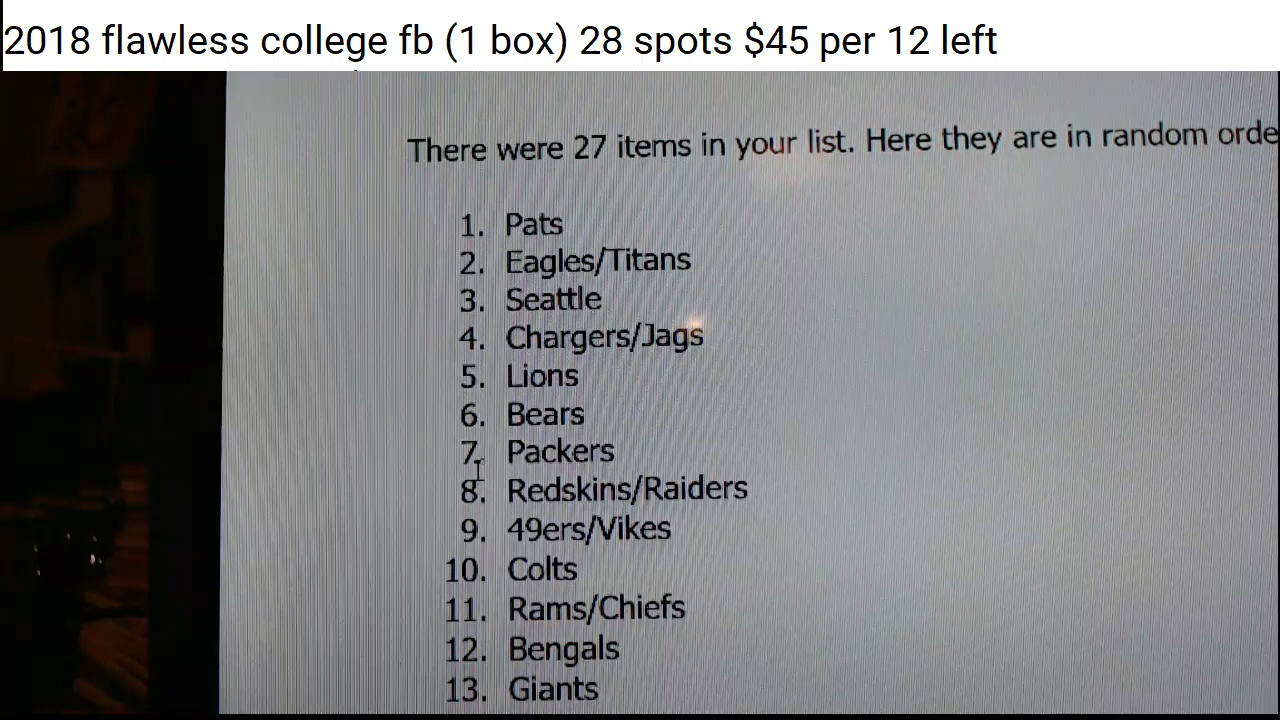 2018 flawless college fb (1 box) 28 spots $45 per 12 left
There were 27 items in your list. Here they are in random orde
1. Pats
2. Eagles/Titans
3. Seattle
4. Chargers/Jags
5. Lions
6. Bears
7. Packers
8. Redskins/Raiders
9. 49ers/Vikes
10. Colts
11. Rams/Chiefs
12. Bengals
13. Giants